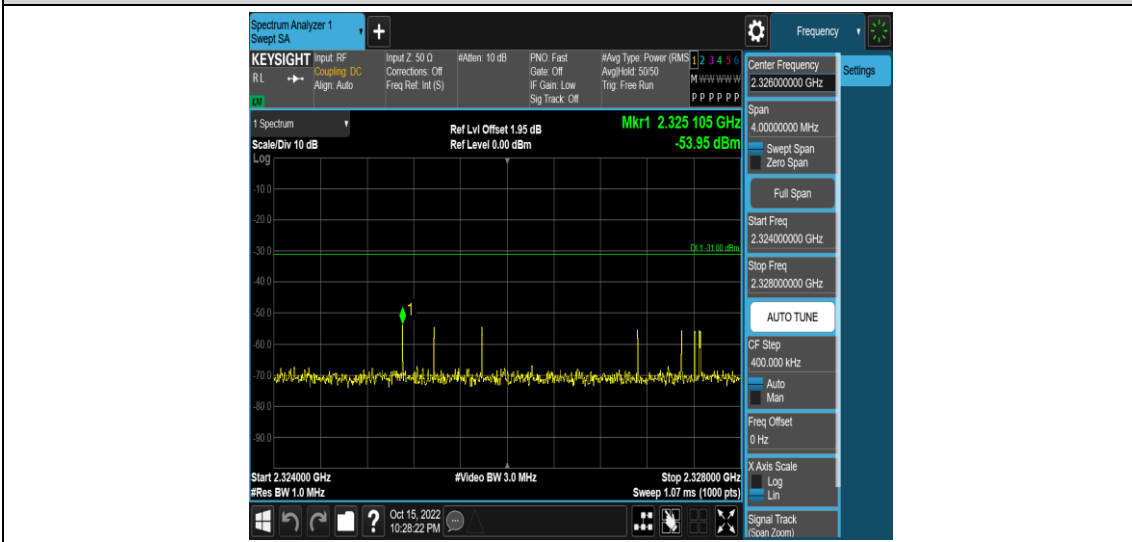 Spectrum Analyzer 1
Swept SA
+
Frequency
KEYSIGHT
RL
LXI
Input: RF
Coupling: DC
Align: Auto
Input Z: 50 Ω
Corrections: Off
Freq Ref: Int (S)
#Atten: 10 dB
PNO: Fast
Gate: Off
IF Gain: Low
Sig Track: Off
#Avg Type: Power (RMS
Avg|Hold: 50/50
Trig: Free Run
1 2 3 4 5 6
M W W W W W
P P P P P P
1 Spectrum
Scale/Div 10 dB
Log
Ref Lvl Offset 1.95 dB
Ref Level 0.00 dBm
Mkr1 2.325 105 GHz
-53.95 dBm
-10.0
-20.0
-30.0
DL1 -31.00 dBm
-40.0
-50.0
1
-60.0
-70.0
-80.0
-90.0
Start 2.324000 GHz
#Res BW 1.0 MHz
#Video BW 3.0 MHz
Stop 2.328000 GHz
Sweep 1.07 ms (1000 pts)
?
Oct 15, 2022
10:28:22 PM
Center Frequency
2.326000000 GHz
Settings
Span
4.00000000 MHz
Swept Span
Zero Span
Full Span
Start Freq
2.324000000 GHz
Stop Freq
2.328000000 GHz
AUTO TUNE
CF Step
400.000 kHz
Auto
Man
Freq Offset
0 Hz
X Axis Scale
Log
Lin
Signal Track
(Span Zoom)